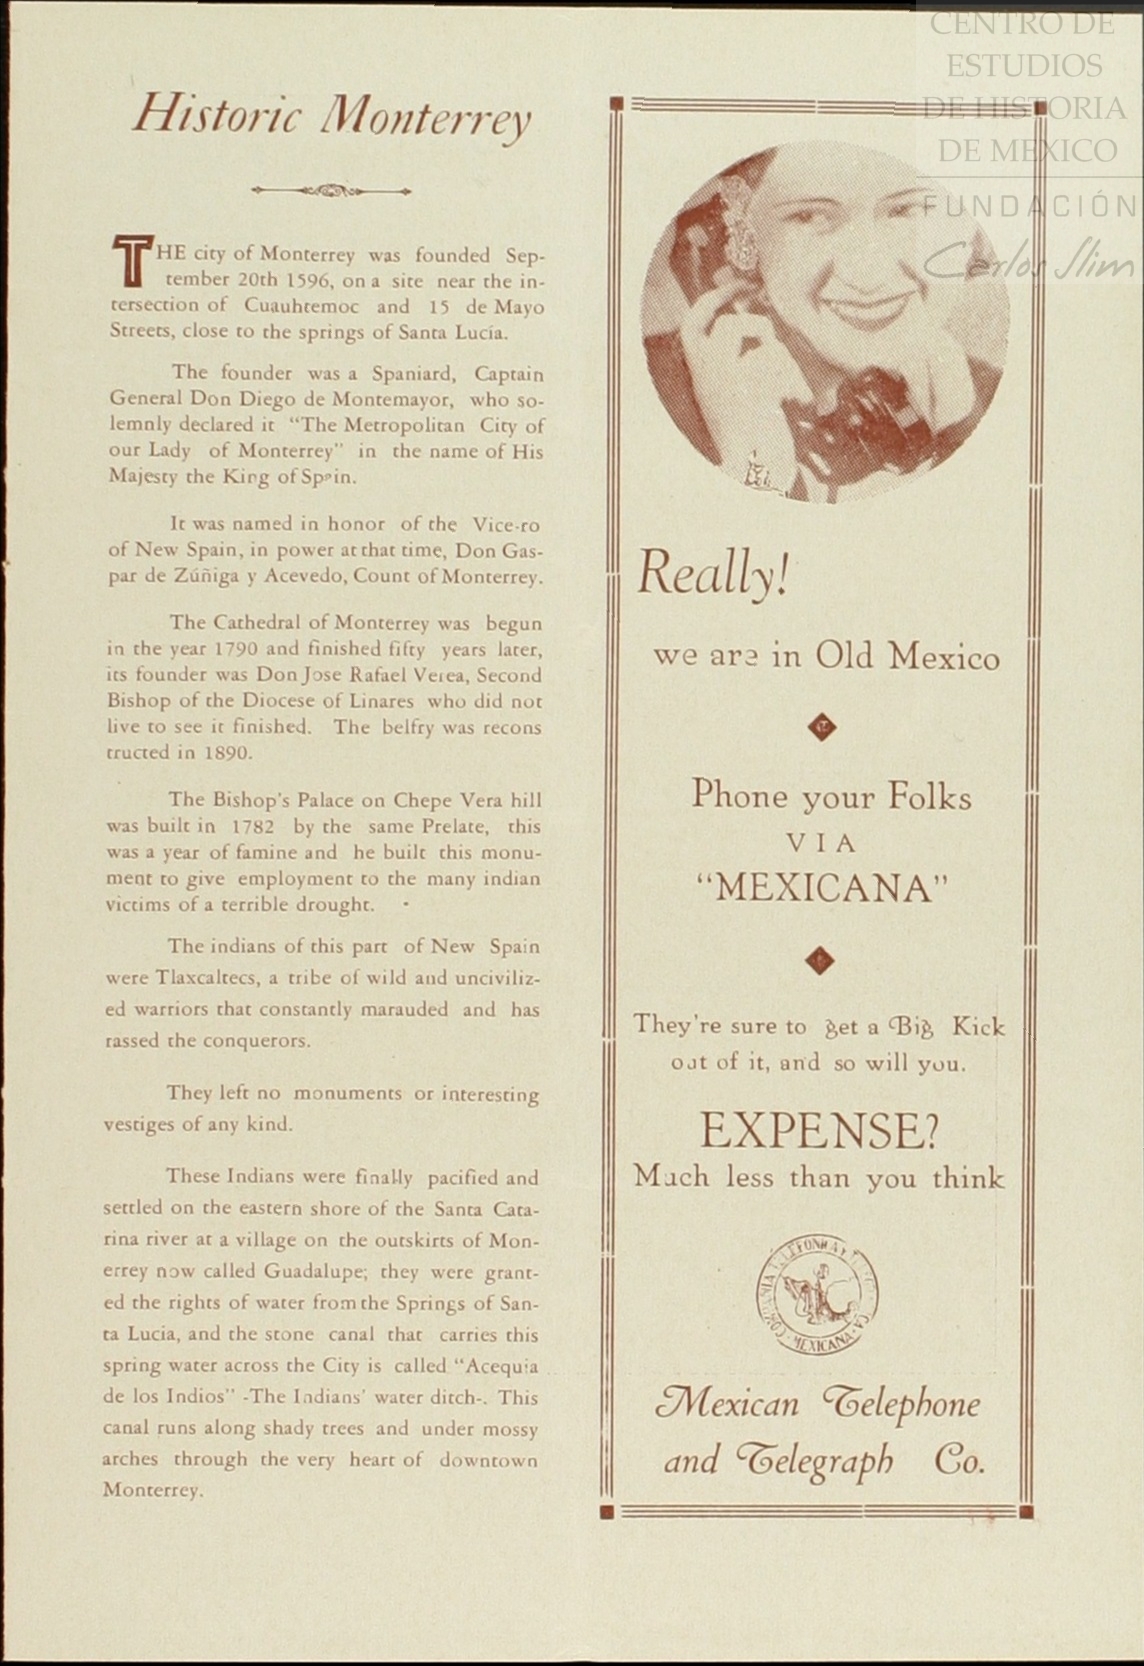 CENTRO DE
ESTUDIOS
DE HISTORIA
DE MEXICO
FUNDACIÓN
Carlos Slim
Historic Monterrey
THE city of Monterrey was founded Sep-
tember 20th 1596, on a site near the in-
tersection of Cuauhtemoc and 15 de Mayo
Streets, close to the springs of Santa Lucía.
The founder was a Spaniard, Captain
General Don Diego de Montemayor, who so-
lemnly declared it "The Metropolitan City of
our Lady of Monterrey" in the name of His
Majesty the King of Spain.
It was named in honor of the Vice-ro
of New Spain, in power at that time, Don Gas-
par de Zúñiga y Acevedo, Count of Monterrey.
The Cathedral of Monterrey was begun
in the year 1790 and finished fifty years later,
its founder was Don Jose Rafael Verea, Second
Bishop of the Diocese of Linares who did not
live to see it finished. The belfry was recons
tructed in 1890.
The Bishop's Palace on Chepe Vera hill
was built in 1782 by the same Prelate, this
was a year of famine and he built this monu-
ment to give employment to the many indian
victims of a terrible drought.
The indians of this part of New Spain
were Tlaxcaltecs, a tribe of wild and unciviliz-
ed warriors that constantly marauded and has
rassed the conquerors.
They left no monuments or interesting
vestiges of any kind.
These Indians were finally pacified and
settled on the eastern shore of the Santa Cata-
rina river at a village on the outskirts of Mon-
errey now called Guadalupe; they were grant-
ed the rights of water from the Springs of San-
ta Lucia, and the stone canal that carries this
spring water across the City is called "Acequia
de los Indios" -The Indians' water ditch-. This
canal runs along shady trees and under mossy
arches through the very heart of downtown
Monterrey.
Really!
we are in Old Mexico
Phone your Folks
VIA
"MEXICANA"
They're sure to get a Big Kick
out of it, and so will you.
EXPENSE?
Much less than you think
MEXICANA
Mexican Telephone
and Telegraph Co.